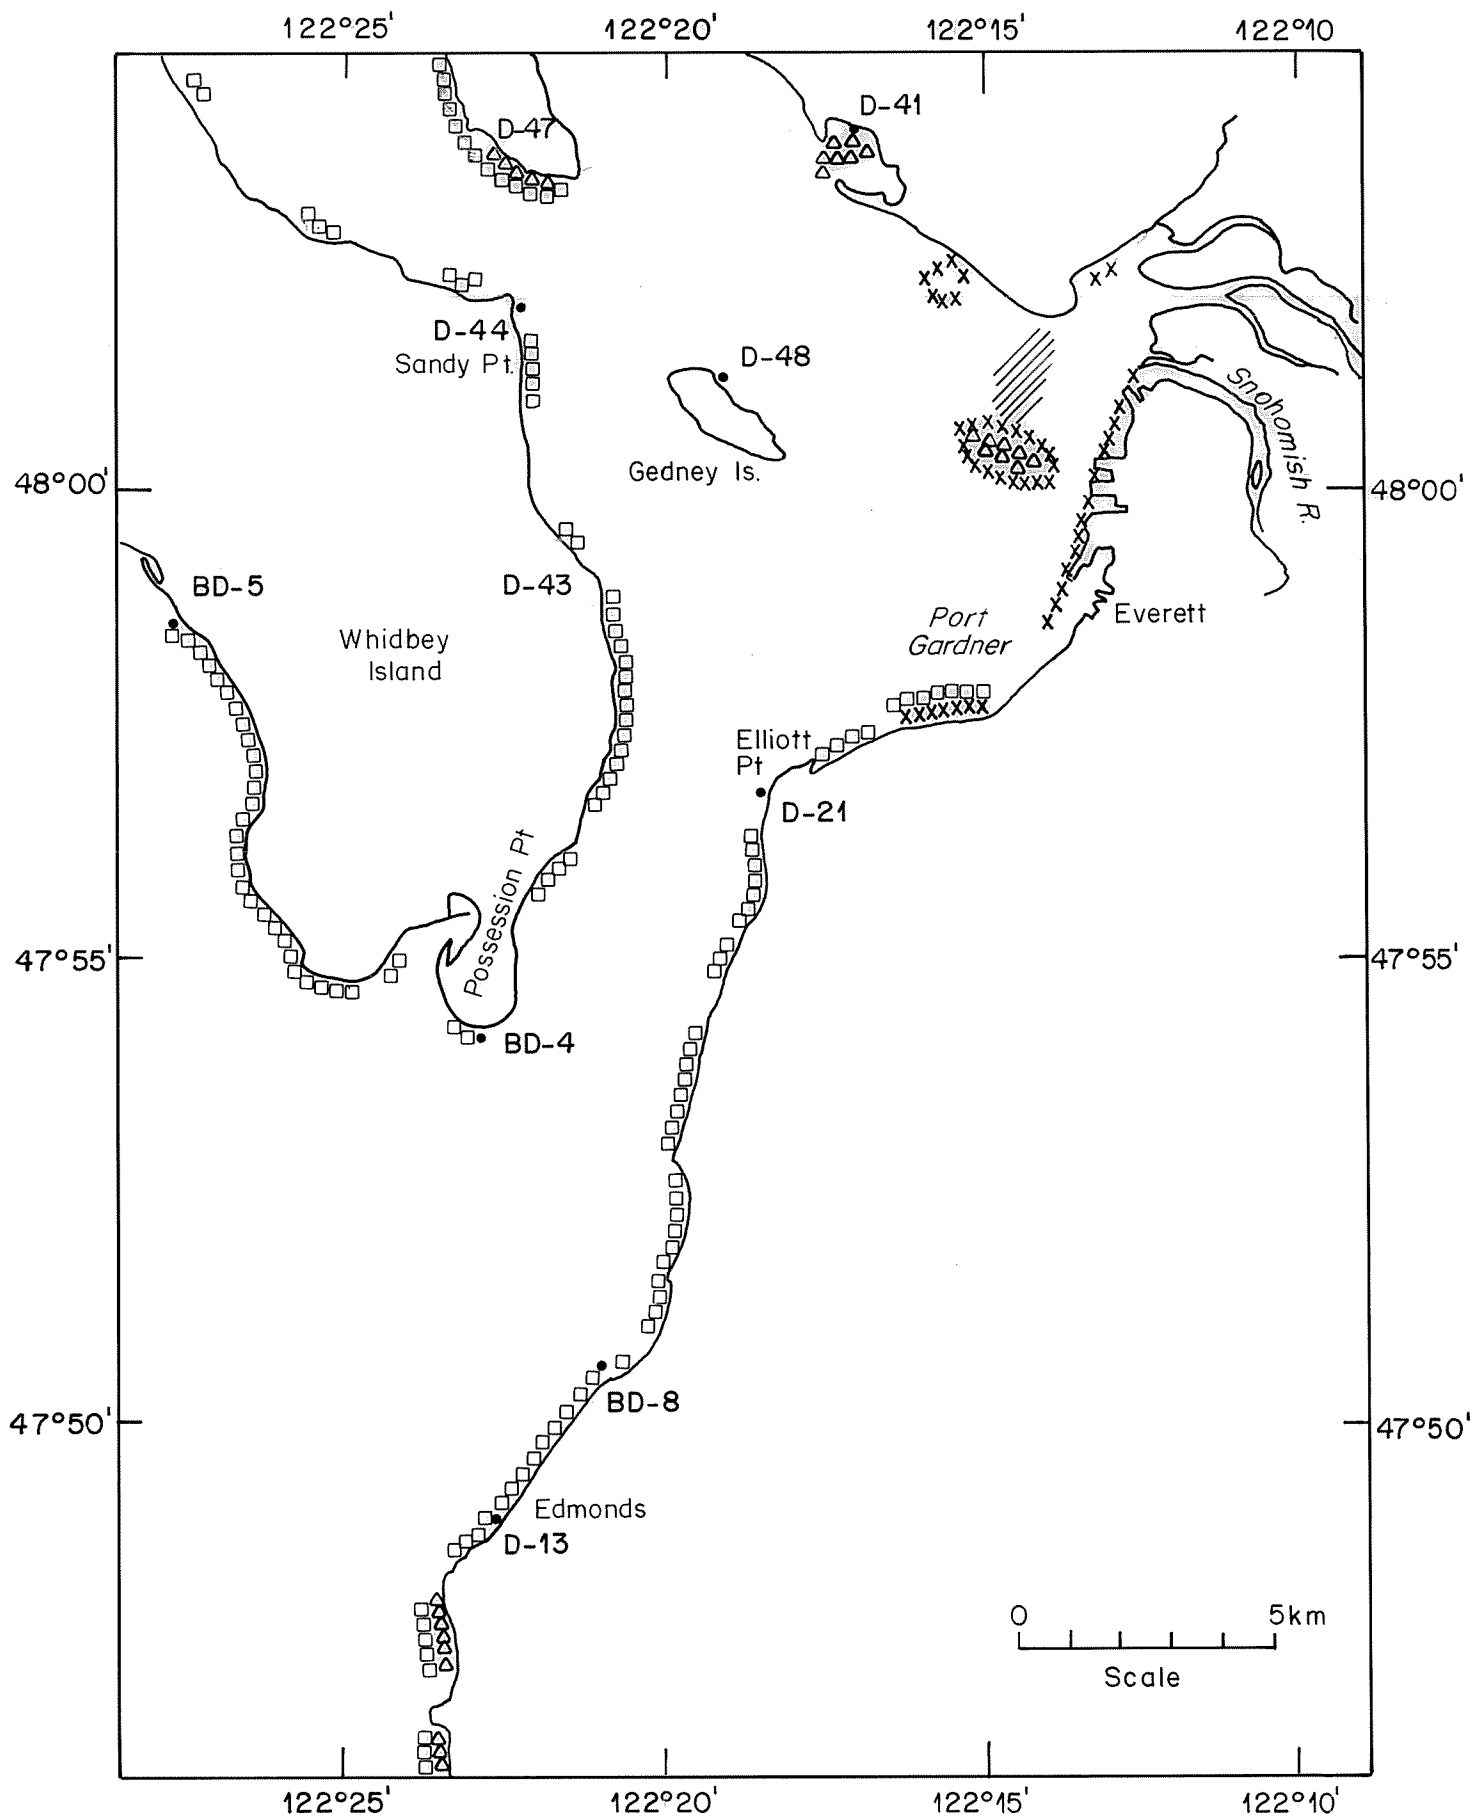 122°25' 122°20' 122°15' 122°10'
D-41
D-47
D-44
Sandy Pt.
D-48
Gedney Is.
Snohomish R.
48°00' 48°00'
BD-5
D-43
Whidbey
Island
Port
Gardner
Everett
Elliott
Pt
D-21
Possession Pt
47°55' 47°55'
BD-4
BD-8
47°50' 47°50'
Edmonds
D-13
0 5km
Scale
122°25' 122°20' 122°15' 122°10'